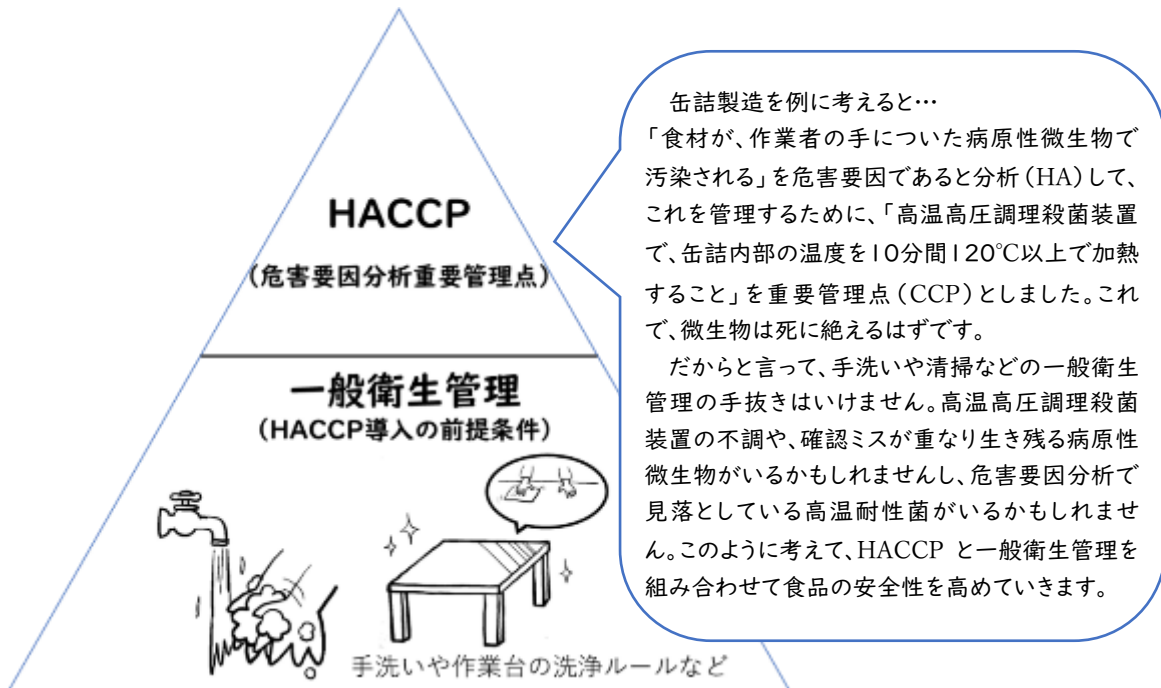 HACCP
(危害要因分析重要管理点)
一般衛生管理
(HACCP導入の前提条件)
手洗いや作業台の洗浄ルールなど
缶詰製造を例に考えると…
「食材が、作業者の手についた病原性微生物で
汚染される」を危害要因であると分析(HA)して、
これを管理するために、「高温高圧調理殺菌装置
で、缶詰内部の温度を10分間120℃以上で加熱
すること」を重要管理点(CCP)としました。これ
で、微生物は死に絶えるはずです。
だからと言って、手洗いや清掃などの一般衛生
管理の手抜きはいけません。高温高圧調理殺菌
装置の不調や、確認ミスが重なり生き残る病原性
微生物がいるかもしれませんし、危害要因分析で
見落としている高温耐性菌がいるかもしれませ
ん。このように考えて、HACCP と一般衛生管理を
組み合わせて食品の安全性を高めていきます。